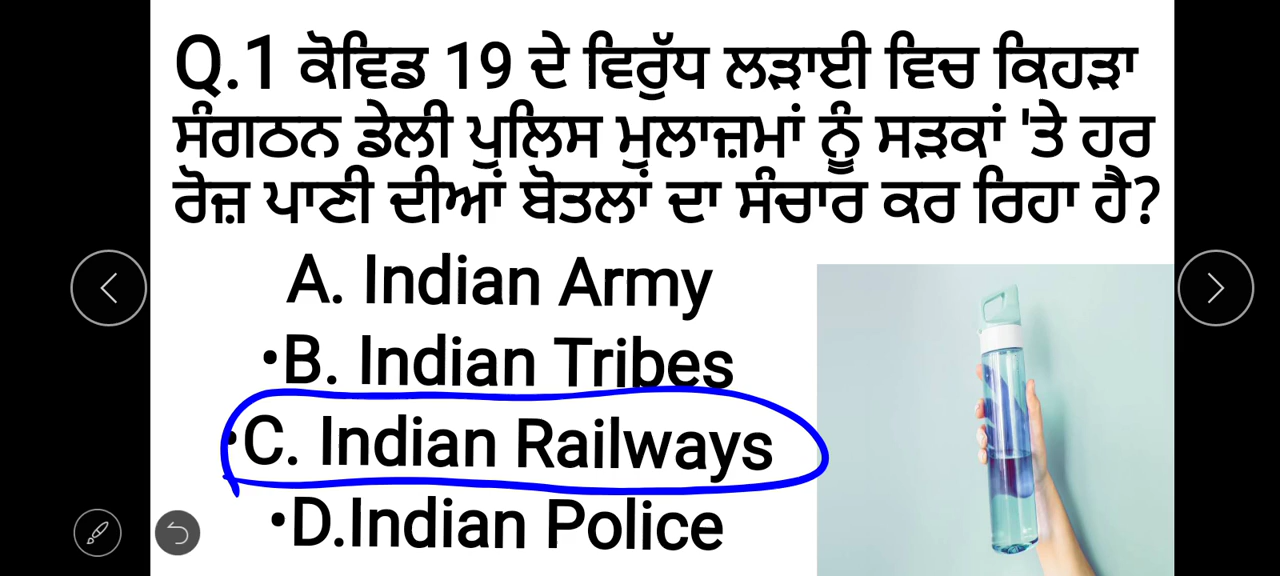 Q.1 ਕੋਵਿਡ 19 ਦੇ ਵਿਰੁੱਧ ਲੜਾਈ ਵਿਚ ਕਿਹੜਾ
ਸੰਗਠਨ ਡੇਲੀ ਪੁਲਿਸ ਮੁਲਾਜ਼ਮਾਂ ਨੂੰ ਸੜਕਾਂ 'ਤੇ ਹਰ
ਰੋਜ਼ ਪਾਣੀ ਦੀਆਂ ਬੋਤਲਾਂ ਦਾ ਸੰਚਾਰ ਕਰ ਰਿਹਾ ਹੈ?
A. Indian Army
•B. Indian Tribes
•C. Indian Railways
•D.Indian Police